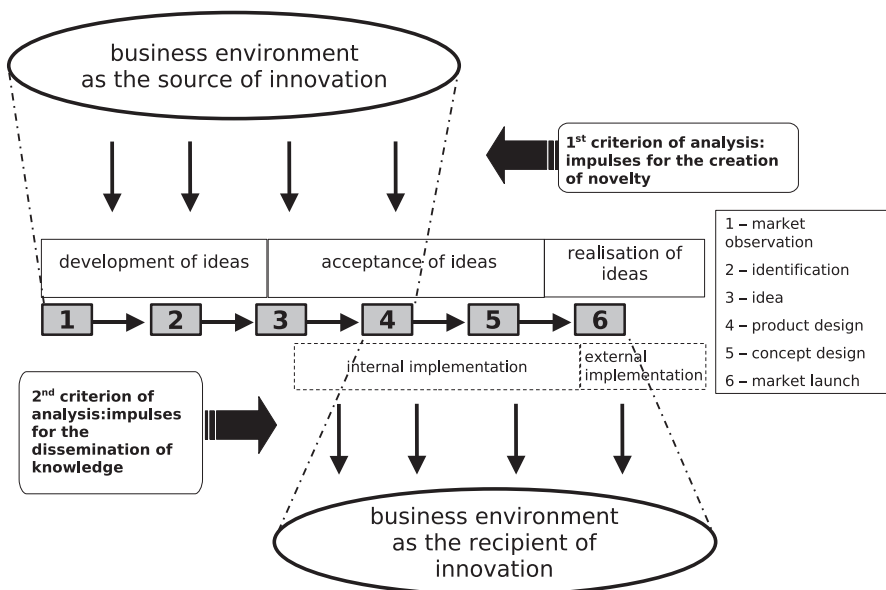 business environment
as the source of innovation
1st criterion of analysis:
impulses for the creation
of novelty
development of ideas
acceptance of ideas
realisation of
ideas
1 – market
observation
2 – identification
3 – idea
4 – product design
5 – concept design
6 – market launch
1
2
3
4
5
6
internal implementation
external
implementation
2nd criterion of
analysis:impulses
for the
dissemination of
knowledge
business environment
as the recipient of
innovation